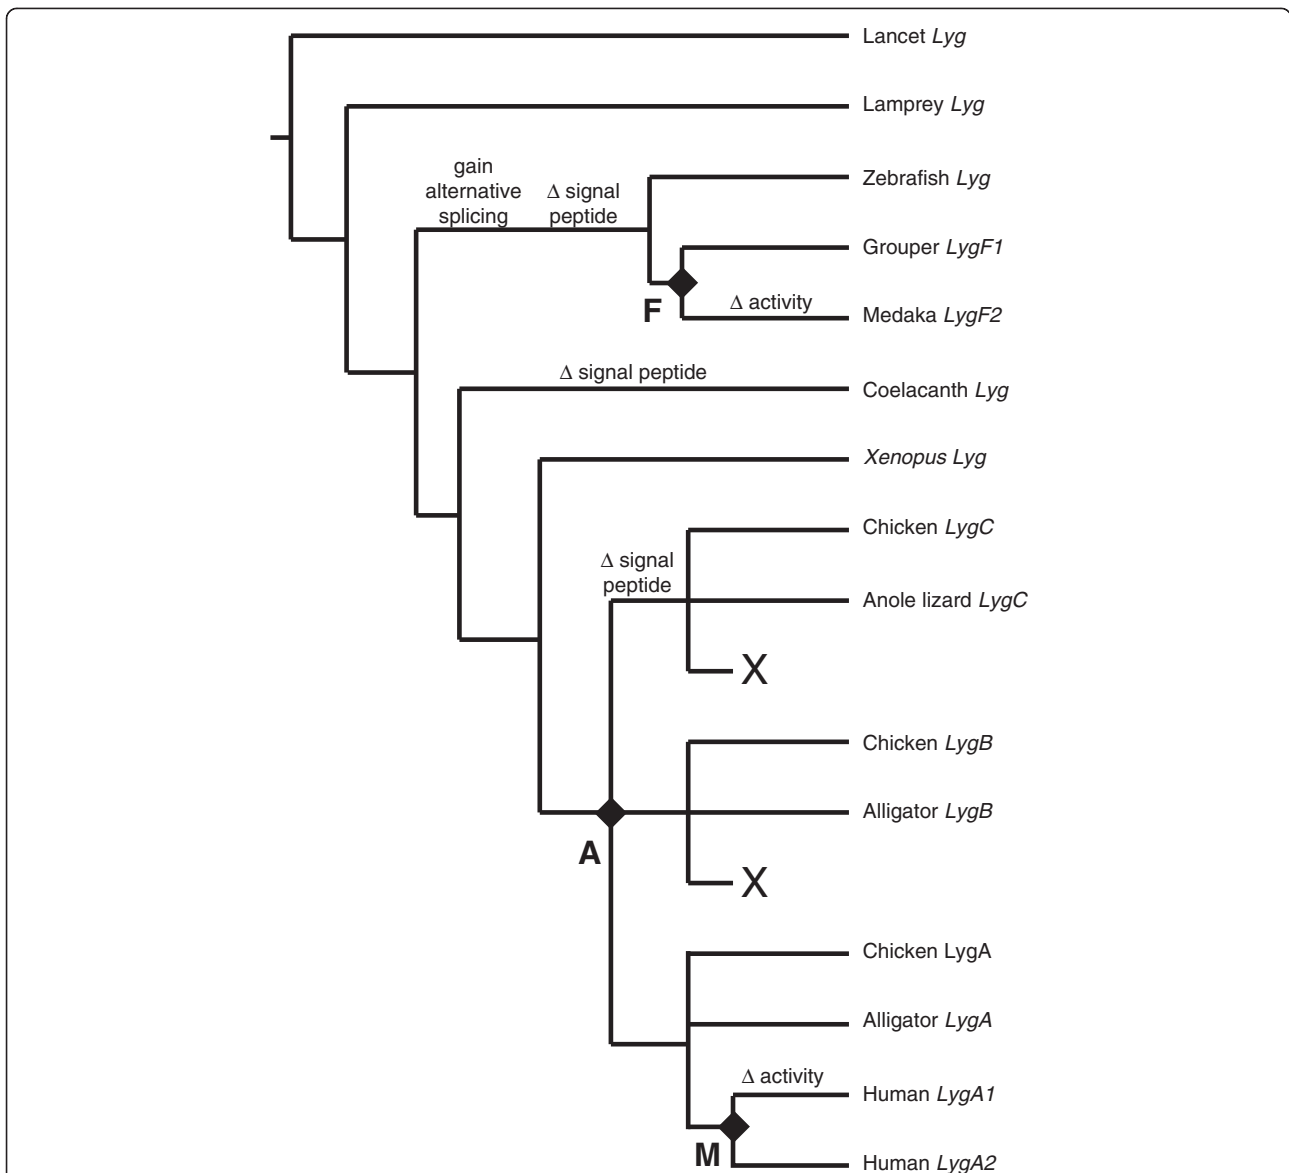 Lancet Lyg
Lamprey Lyg
gain
alternative
splicing
Δ signal
peptide
Zebrafish Lyg
Grouper LygF1
F
Δ activity
Medaka LygF2
Δ signal peptide
Coelacanth Lyg
Xenopus Lyg
Chicken LygC
Δ signal
peptide
Anole lizard LygC
X
Chicken LygB
Alligator LygB
A
X
Chicken LygA
Alligator LygA
Δ activity
Human LygA1
M
Human LygA2